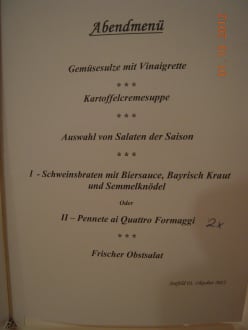 Abendmenü
Gemüsesulze mit Vinaigrette
* * *
Kartoffelcremesuppe
* * *
Auswahl von Salaten der Saison
* * *
I - Schweinsbraten mit Biersauce, Bayrisch Kraut
und Semmelknödel
Oder
II – Pennete ai Quattro Formaggi 2x
* * *
Frischer Obstsalat
Oktober